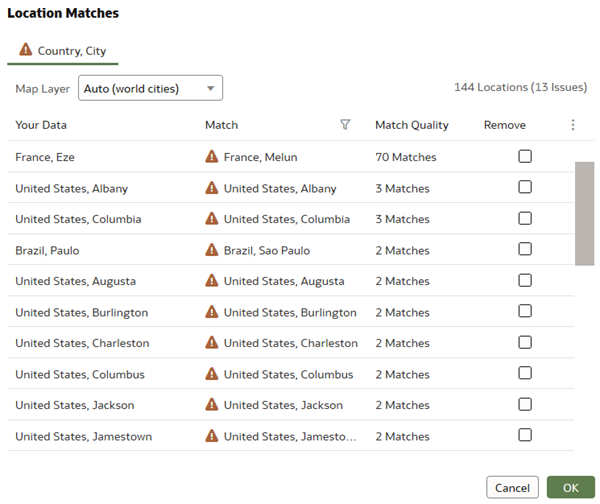 Location Matches
Country, City
Map Layer Auto (world cities) 144 Locations (13 Issues)
Your Data Match Match Quality Remove
France, Eze France, Melun 70 Matches
United States, Albany United States, Albany 3 Matches
United States, Columbia United States, Columbia 3 Matches
Brazil, Paulo Brazil, Sao Paulo 2 Matches
United States, Augusta United States, Augusta 2 Matches
United States, Burlington United States, Burlington 2 Matches
United States, Charleston United States, Charleston 2 Matches
United States, Columbus United States, Columbus 2 Matches
United States, Jackson United States, Jackson 2 Matches
United States, Jamestown United States, Jamesto... 2 Matches
Cancel OK